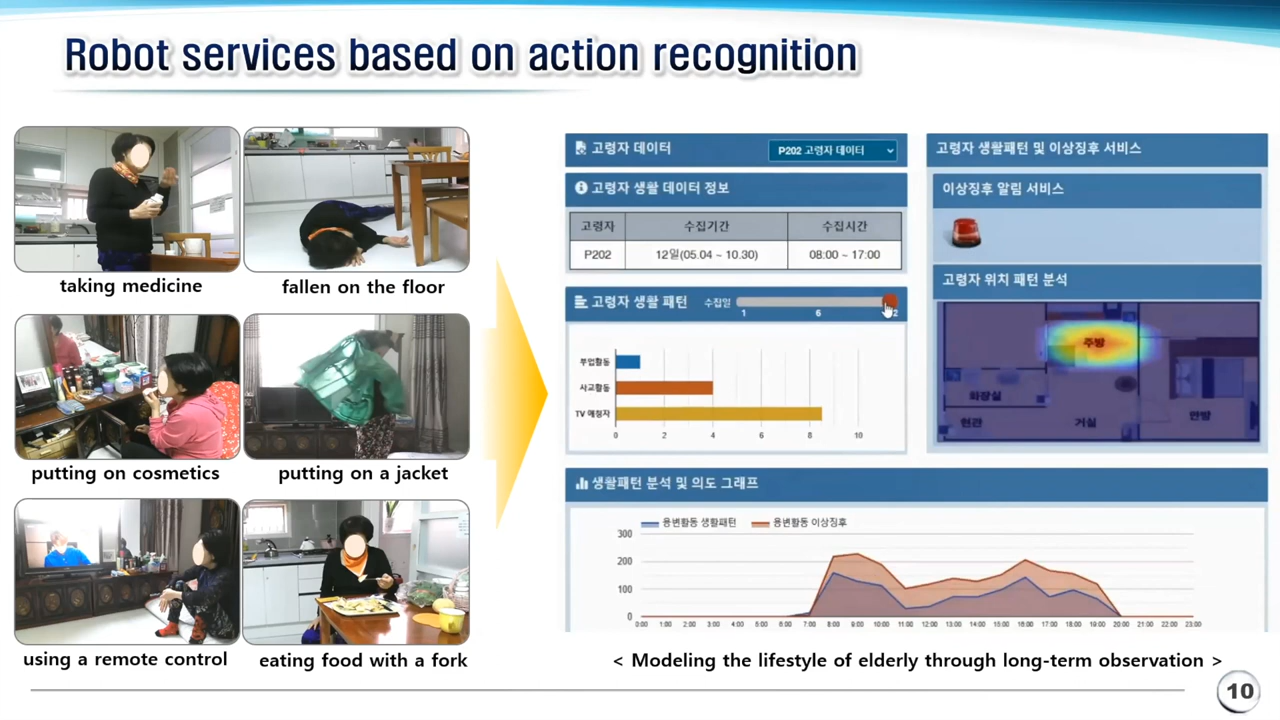 Robot services based on action recognition
taking medicine
fallen on the floor
putting on cosmetics
putting on a jacket
using a remote control
eating food with a fork
고령자 데이터
P202 고령자 데이터
고령자 생활 데이터 정보
고령자 수집기간 수집시간
P202 12일(05.04 ~ 10.30) 08:00 ~ 17:00
고령자 생활 패턴 수집일
1 6
부업활동
사교활동
TV
0 2 4 6 8 10
고령자 생활패턴 및 이상징후 서비스
이상징후 알림 서비스
고령자 위치 패턴 분석
주방
화장실
현관 거실 안방
생활패턴 분석 및 의도 그래프
용변활동 생활패턴 용변활동 이상징후
300
200
100
0
0:00 1:00 2:00 3:00 4:00 5:00 6:00 7:00 8:00 9:00 10:00 11:00 12:00 13:00 14:00 15:00 16:00 17:00 18:00 19:00 20:00 21:00 22:00 23:00
< Modeling the lifestyle of elderly through long-term observation >
10